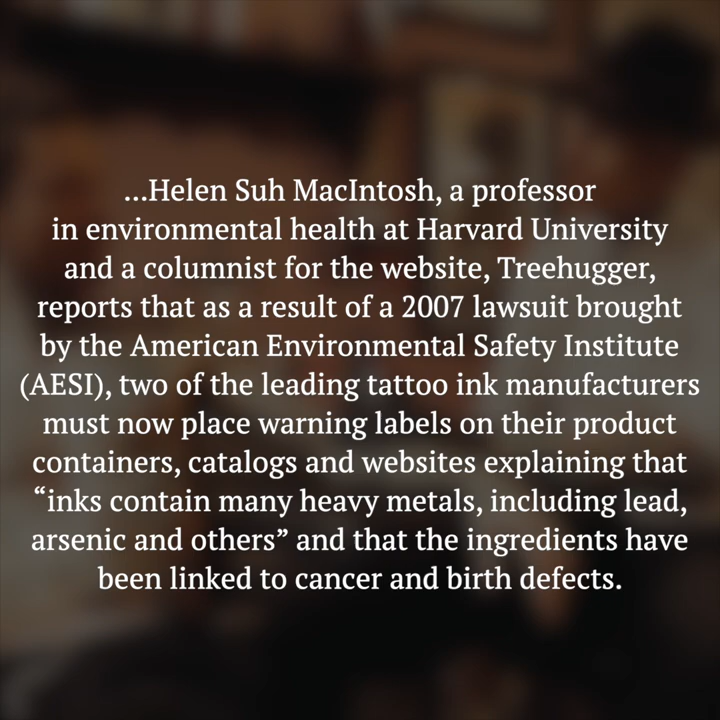 ...Helen Suh MacIntosh, a professor
in environmental health at Harvard University
and a columnist for the website, Treehugger,
reports that as a result of a 2007 lawsuit brought
by the American Environmental Safety Institute
(AESI), two of the leading tattoo ink manufacturers
must now place warning labels on their product
containers, catalogs and websites explaining that
“inks contain many heavy metals, including lead,
arsenic and others” and that the ingredients have
been linked to cancer and birth defects.